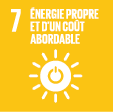 7 ÉNERGIE PROPRE
ET D'UN COÛT
ABORDABLE